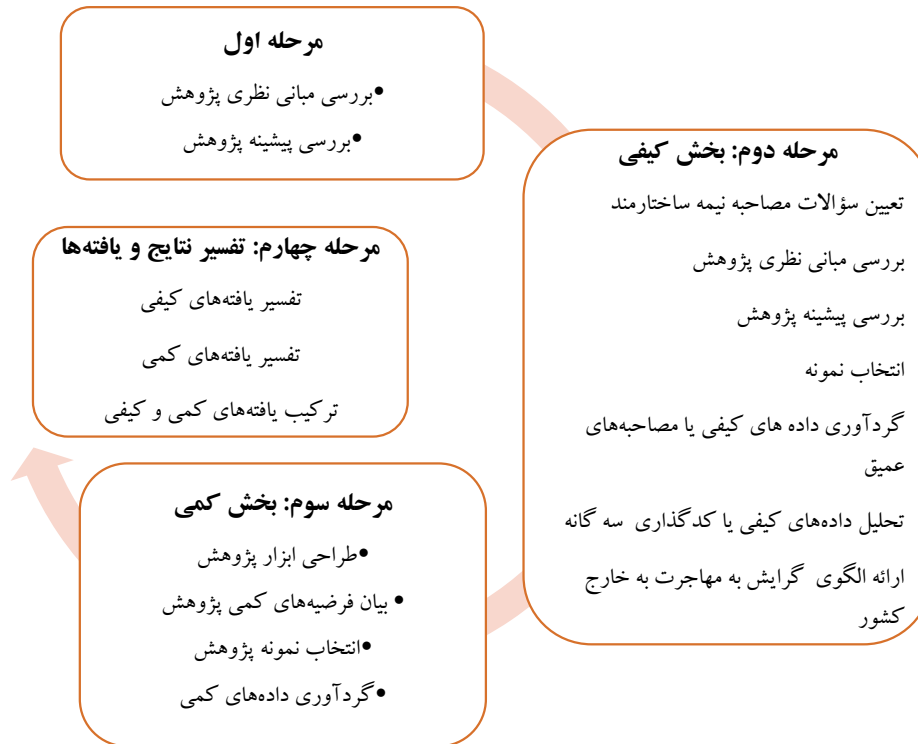 مرحله اول
•بررسی مبانی نظری پژوهش
•بررسی پیشینه پژوهش
مرحله دوم: بخش کیفی
تعیین سؤالات مصاحبه نیمه ساختارمند
بررسی مبانی نظری پژوهش
بررسی پیشینه پژوهش
انتخاب نمونه
گردآوری داده های کیفی یا مصاحبه‌های
عمیق
تحلیل داده‌های کیفی یا کدگذاری سه گانه
ارائه الگوی گرایش به مهاجرت به خارج
کشور
مرحله سوم: بخش کمی
•طراحی ابزار پژوهش
• بیان فرضیه‌های کمی پژوهش
•انتخاب نمونه پژوهش
•گردآوری داده‌های کمی
مرحله چهارم: تفسیر نتایج و یافته‌ها
تفسیر یافته‌های کیفی
تفسیر یافته‌های کمی
ترکیب یافته‌های کمی و کیفی